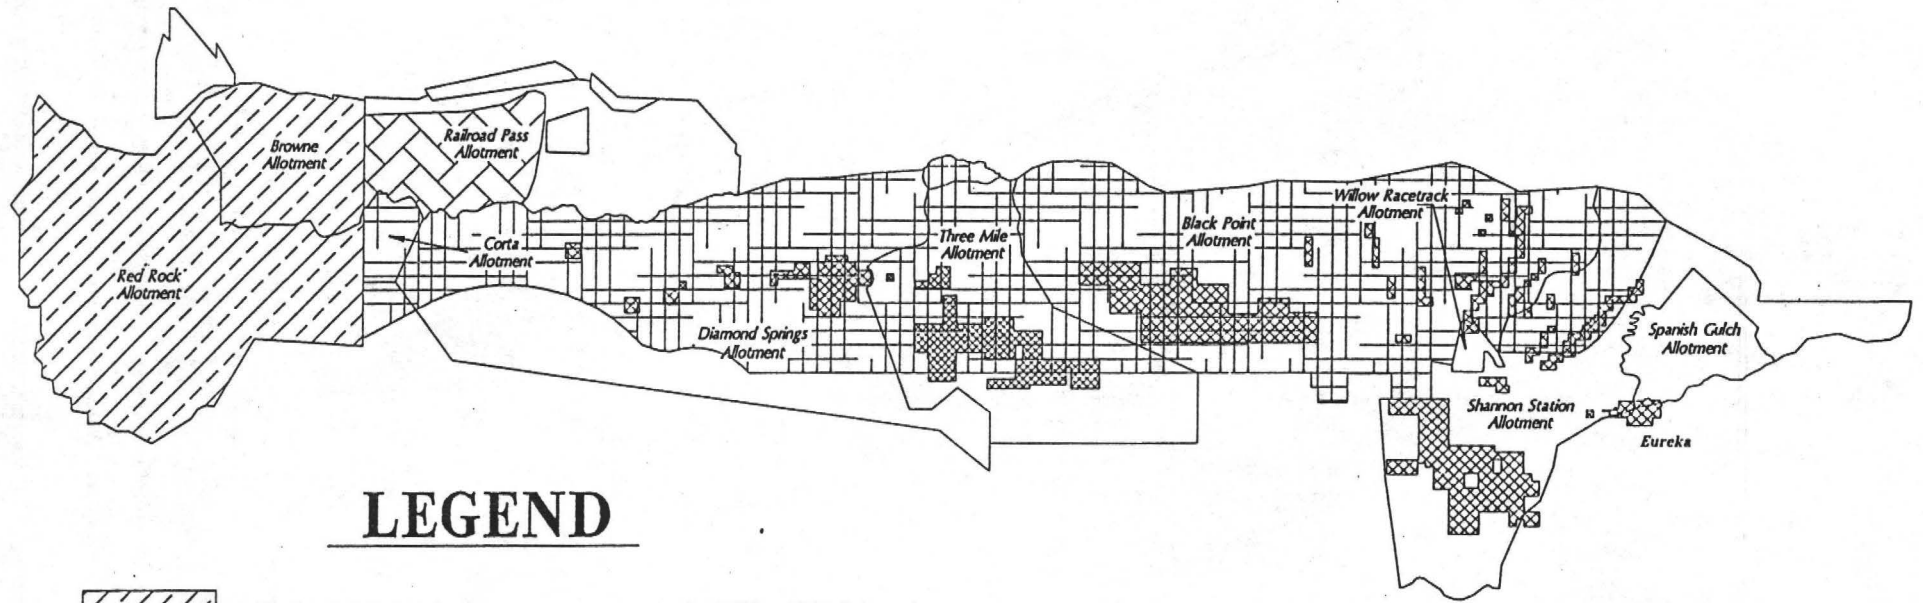 Browne
Allotment
Railroad Pass
Allotment
Red Rock
Allotment
Corta
Allotment
Diamond Springs
Allotment
Three Mile
Allotment
Black Point
Allotment
Willow Racetrack
Allotment
Spanish Gulch
Allotment
Shannon Station
Allotment
Eureka
LEGEND